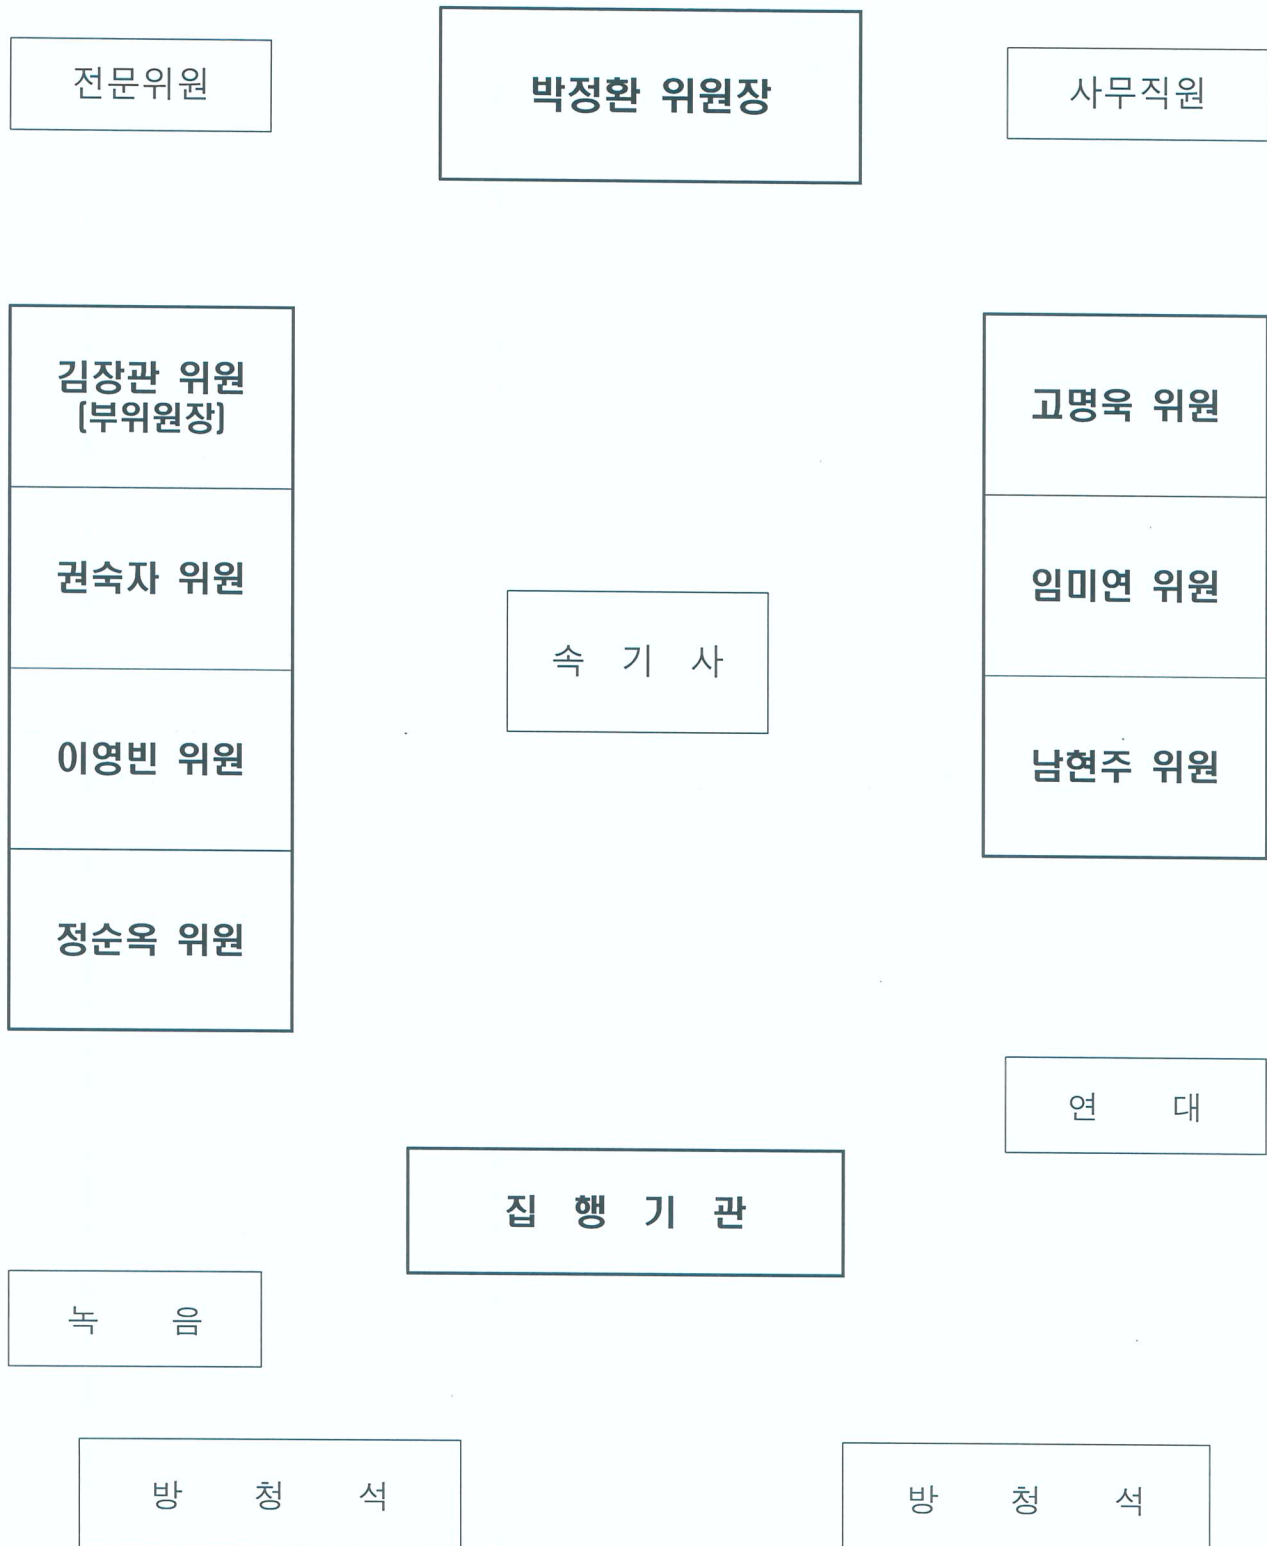 전문위원
박정환 위원장
사무직원
김장관 위원
(부위원장)
권숙자 위원
이영빈 위원
정순옥 위원
속 기 사
고명욱 위원
임미연 위원
남현주 위원
연 대
집 행 기 관
녹 음
방 청 석
방 청 석